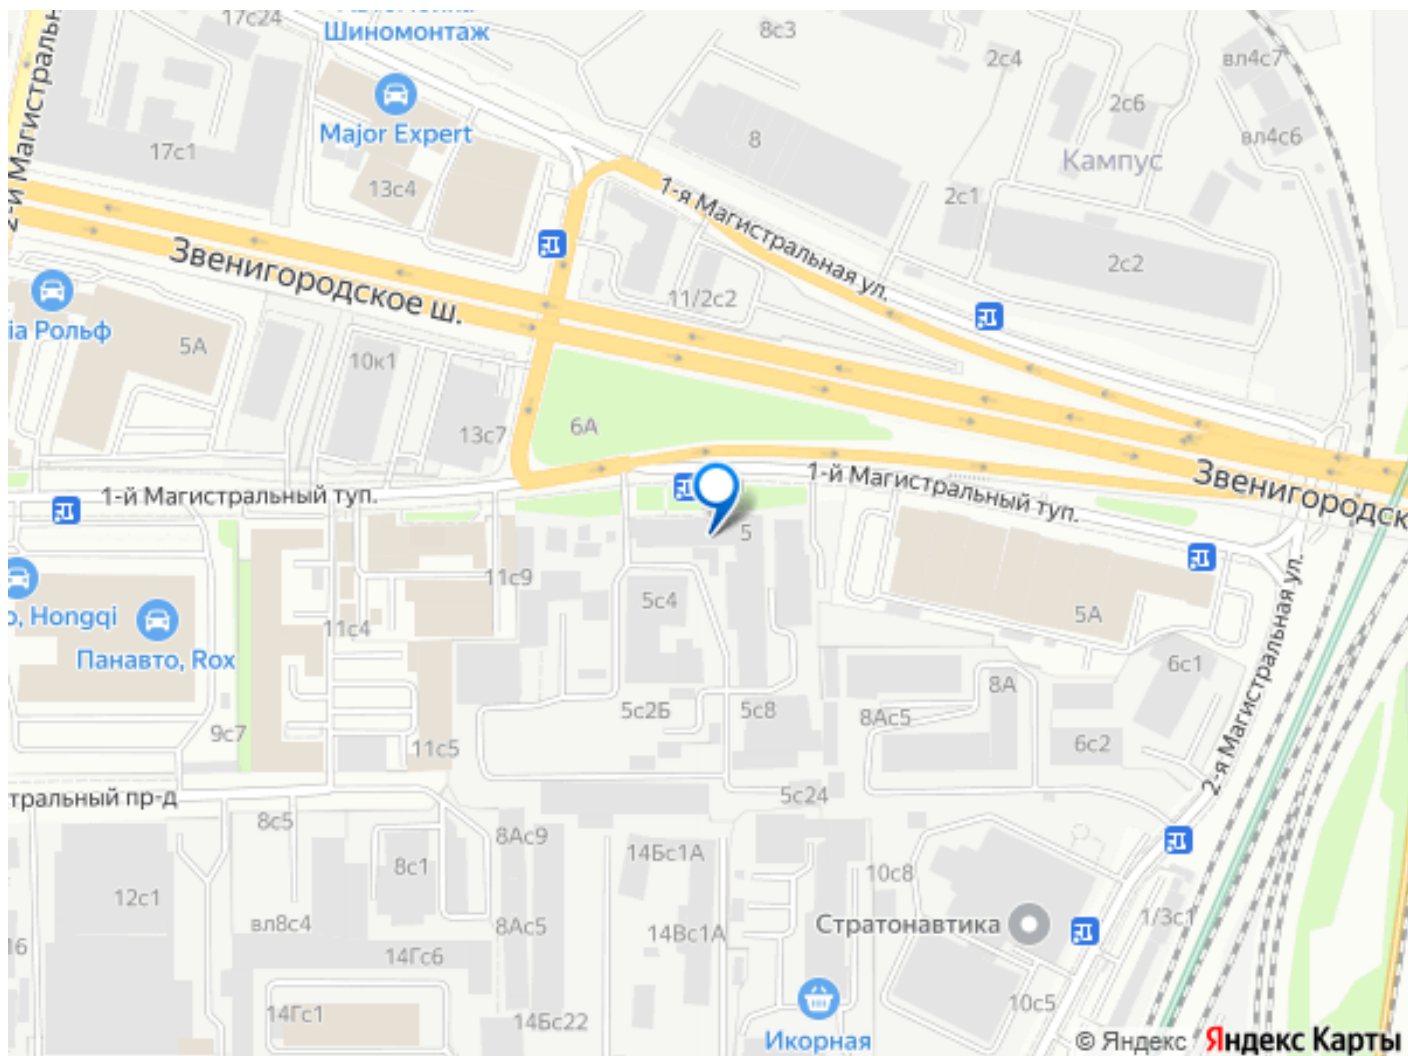 17с24
Шиномонтаж
8с3
2с4
вл4с7
Major Expert
2с6
вл4с6
17с1
8
Кампус
2-й Магистральн
13с4
1-я Магистральная ул.
2с1
Звенигородское ш.
2с2
11/2с2
ia Рольф
5А
10к1
6А
13с7
1-й Магистральный туп.
1-й Магистральный туп.
Звенигородск
5
11с9
5с4
5А
о, Hongqi
11с4
Панавто, Rox
6с1
2-я Магистральная ул.
8А
5с2Б
5с8
8Ас5
9с7
11с5
6с2
тральный пр-д
5с24
8с5
8Ас9
14Бс1А
8с1
10с8
12с1
вл8с4
8Ас5
14Вс1А
Стратонавтика
1/3с1
16
14Гс6
14Гс1
14Бс22
10с5
Икорная
© Яндекс Яндекс Карты